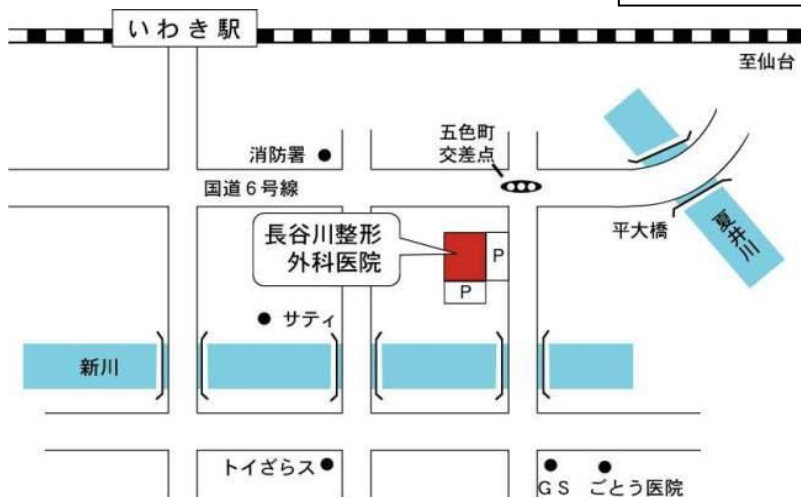 いわき駅
至仙台
五色町
交差点
消防署
国道6号線
長谷川整形
外科医院
P
P
平大橋
夏井川
サティ
新川
トイざらス
GS
ごとう医院